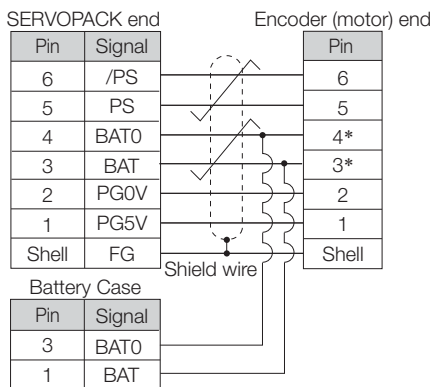 SERVOPACK end Encoder (motor) end
Pin Signal Pin
6 /PS 6
5 PS 5
4 BAT0 4*
3 BAT 3*
2 PG0V 2
1 PG5V 1
Shell FG Shell
Shield wire
Battery Case
Pin Signal
3 BAT0
1 BAT